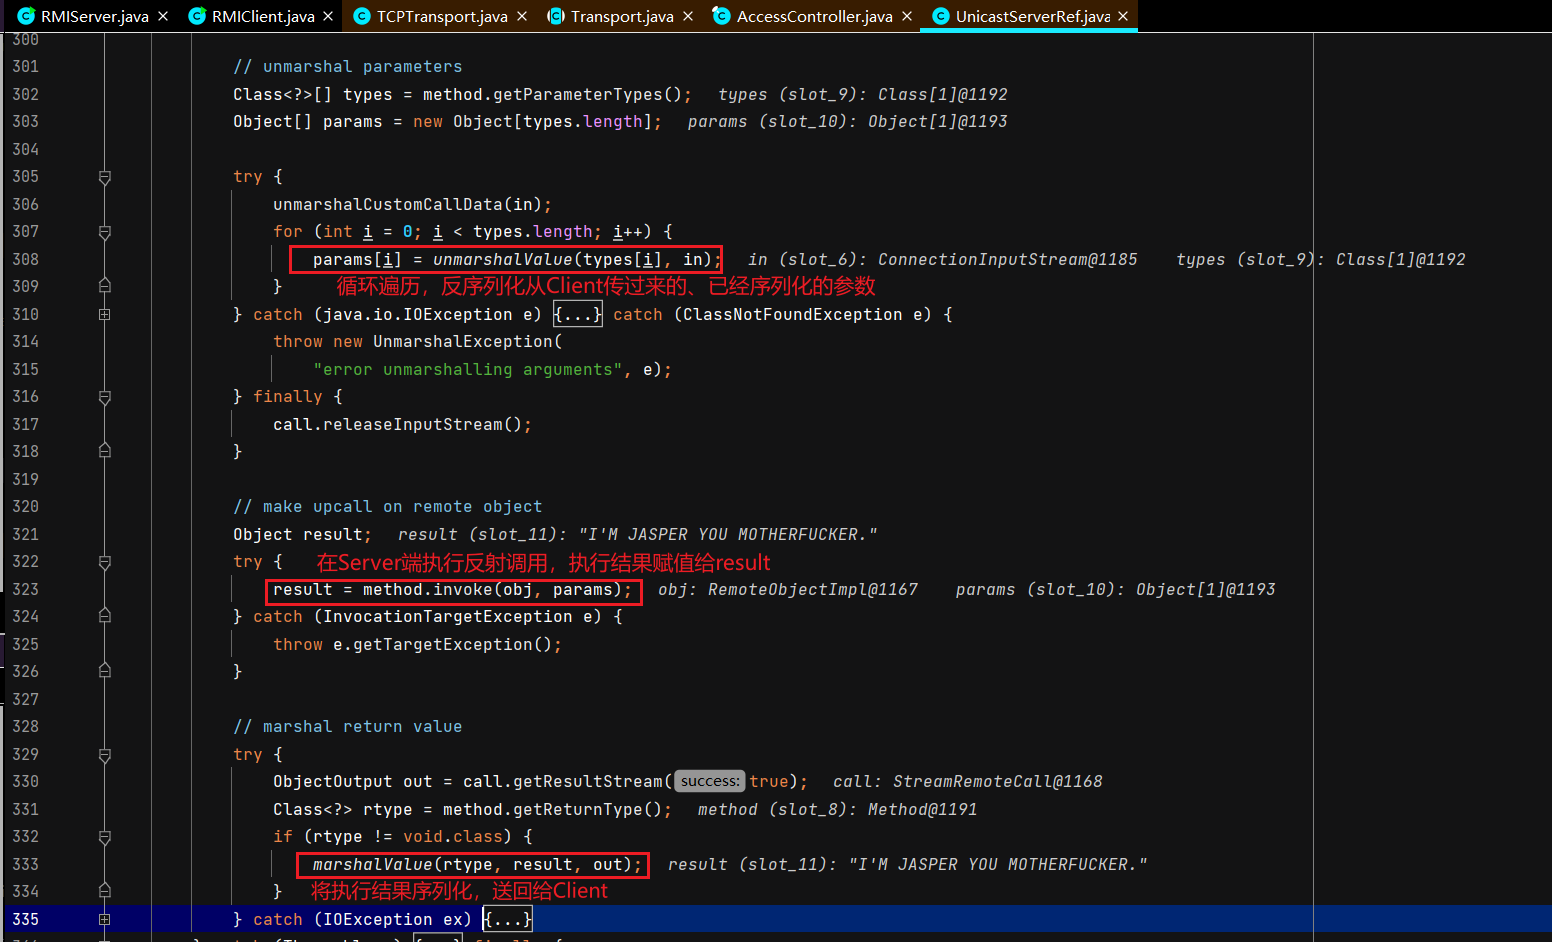 RMIServer.java × RMIClient.java × TCPTransport.java × Transport.java × AccessController.java × UnicastServerRef.java ×
300
301 // unmarshal parameters
302 Class<?>[] types = method.getParameterTypes(); types (slot_9): Class[1]@1192
303 Object[] params = new Object[types.length]; params (slot_10): Object[1]@1193
304
305 try {
306 unmarshalCustomCallData(in);
307 for (int i = 0; i < types.length; i++) {
308 params[i] = unmarshalValue(types[i], in); in (slot_6): ConnectionInputStream@1185 types (slot_9): Class[1]@1192
309 } 循环遍历，反序列化从Client传过来的、已经序列化的参数
310 } catch (java.io.IOException e) {...} catch (ClassNotFoundException e) {
314 throw new UnmarshalException(
315 "error unmarshalling arguments", e);
316 } finally {
317 call.releaseInputStream();
318 }
319
320 // make upcall on remote object
321 Object result; result (slot_11): "I'M JASPER YOU MOTHERFUCKER."
322 try { 在Server端执行反射调用，执行结果赋值给result
323 result = method.invoke(obj, params); obj: RemoteObjectImpl@1167 params (slot_10): Object[1]@1193
324 } catch (InvocationTargetException e) {
325 throw e.getTargetException();
326 }
327
328 // marshal return value
329 try {
330 ObjectOutput out = call.getResultStream( success: true); call: StreamRemoteCall@1168
331 Class<?> rtype = method.getReturnType(); method (slot_8): Method@1191
332 if (rtype != void.class) {
333 marshalValue(rtype, result, out); result (slot_11): "I'M JASPER YOU MOTHERFUCKER."
334 } 将执行结果序列化，送回给Client
335 } catch (IOException ex) {...}